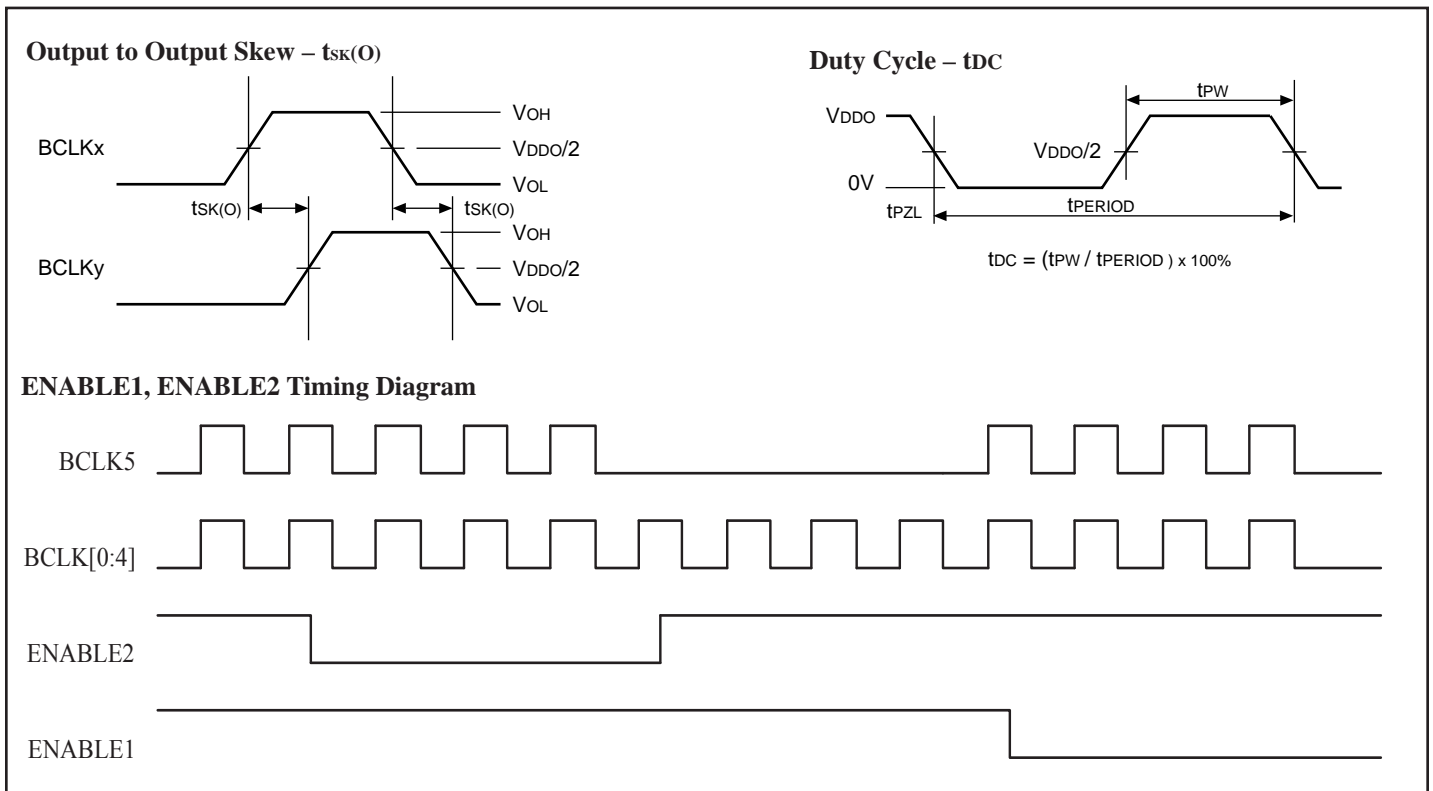 Output to Output Skew – tSK(O)
BCLKx
VOH
VDDO/2
VOL
tSK(O)
tSK(O)
BCLKy
VOH
VDDO/2
VOL
Duty Cycle – tDC
tPW
VDDO
VDDO/2
0V
tPZL
tPERIOD
tDC = (tPW / tPERIOD ) x 100%
ENABLE1, ENABLE2 Timing Diagram
BCLK5
BCLK[0:4]
ENABLE2
ENABLE1